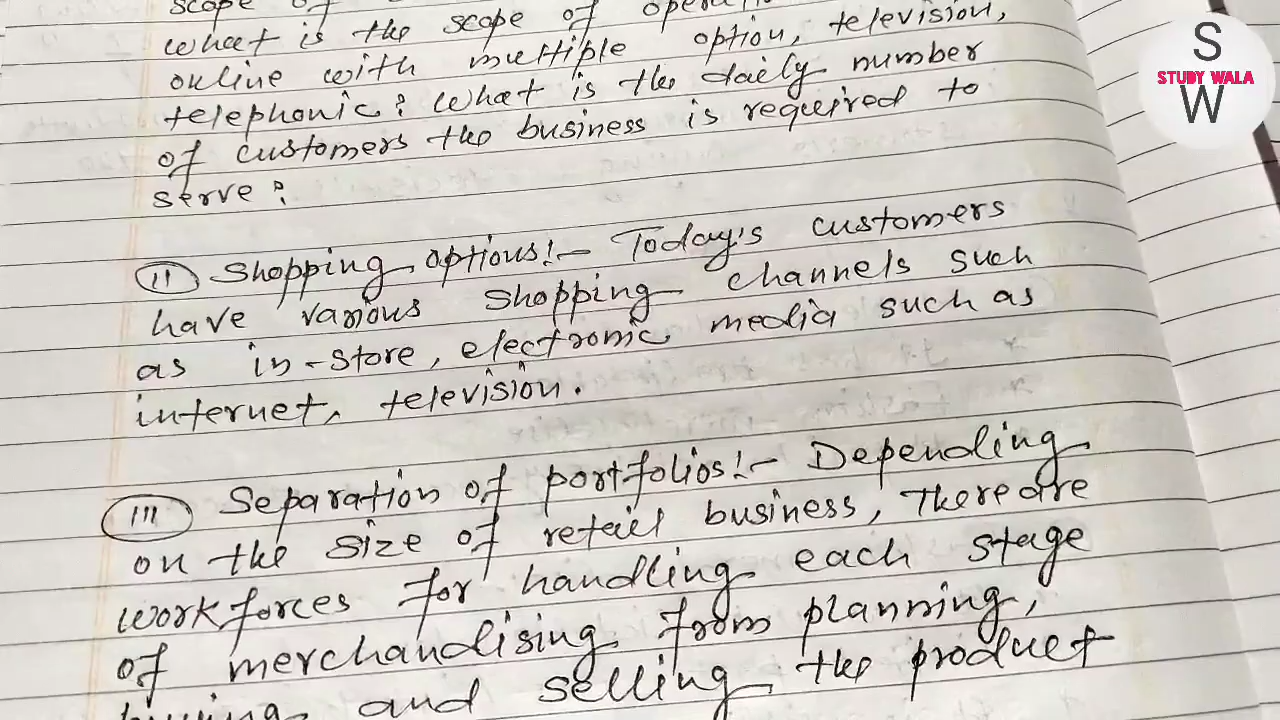 scope of
what is the scope of
online with multiple option, television,
telephonic? What is the daily number
of customers the business is required to
serve?
(II) Shopping options:- Today's customers
have various shopping channels such
as in-store, electronic media such as
internet, television.
(III) Separation of portfolios:- Depending
on the size of retail business, There are
workforces for handling each stage
of merchandising from planning,
buying and selling the product
S
STUDY WALA
W